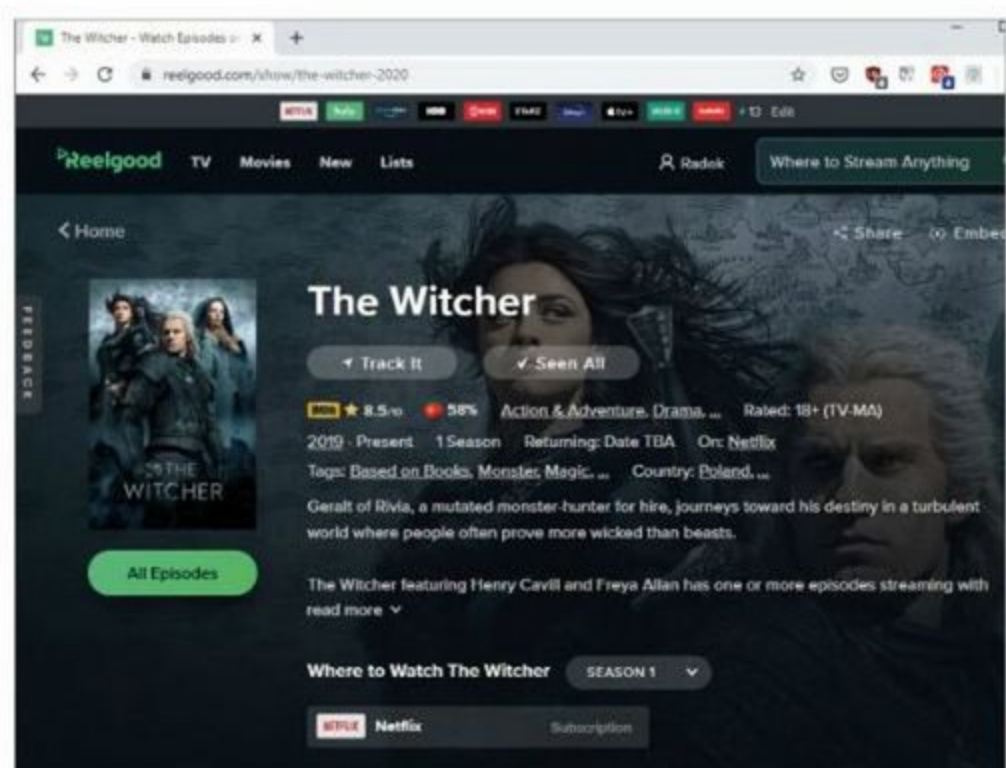 The Witcher - Watch Episodes o
reelgood.com/show/the-witcher-2020
NETFLIX hulu HBO STARZ tv+ + 13 Edit
Reelgood TV Movies New Lists Radek Where to Stream Anything
Home Share Embe
FEEDBACK
The Witcher
Track It Seen All
IMDb 8.5/10 58% Action & Adventure, Drama, ... Rated: 18+ (TV-MA)
2019 - Present 1 Season Returning: Date TBA On: Netflix
Tags: Based on Books, Monster, Magic, ... Country: Poland, ...
THE
WITCHER
Geralt of Rivia, a mutated monster-hunter for hire, journeys toward his destiny in a turbulent
world where people often prove more wicked than beasts.
All Episodes
The Witcher featuring Henry Cavill and Freya Allan has one or more episodes streaming with
read more
Where to Watch The Witcher SEASON 1
NETFLIX Netflix Subscription